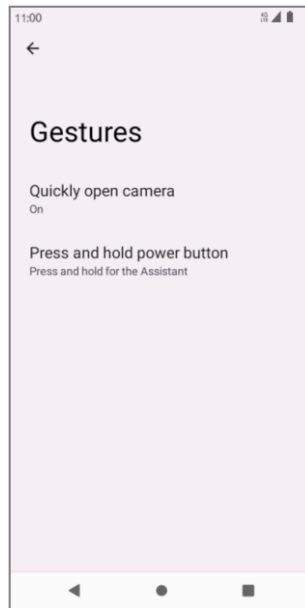 11:00
Gestures
Quickly open camera
On
Press and hold power button
Press and hold for the Assistant